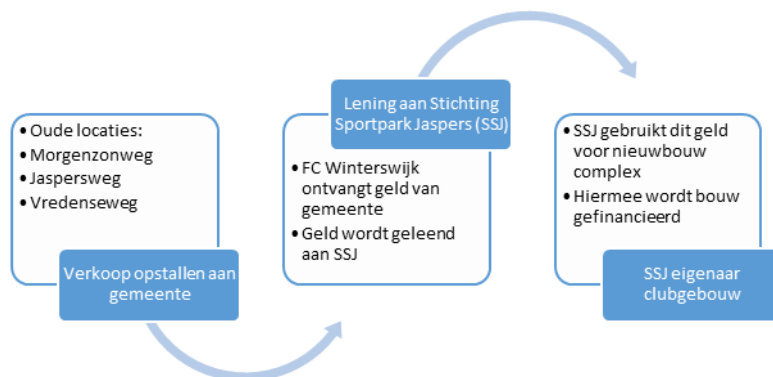 • Oude locaties:
• Morgenzonweg
• Jaspersweg
• Vredenseweg
Verkoop opstallen aan
gemeente
Lening aan Stichting
Sportpark Jaspers (SSJ)
• FC Winterswijk
ontvangt geld van
gemeente
• Geld wordt geleend
aan SSJ
• SSJ gebruikt dit geld
voor nieuwbouw
complex
• Hiermee wordt bouw
gefinancieerd
SSJ eigenaar
clubgebouw